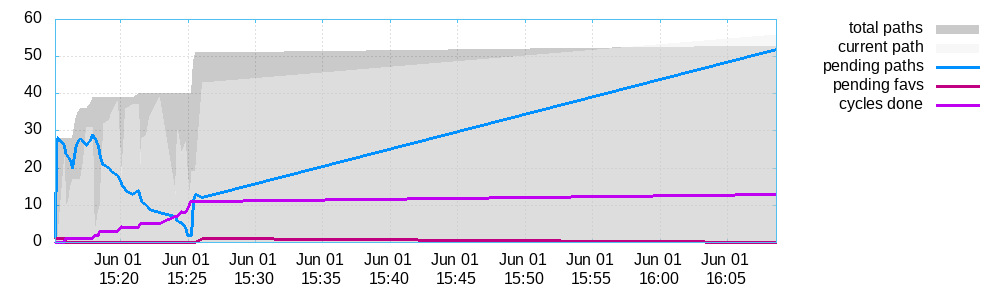 60
50
40
30
20
10
0
Jun 01 Jun 01 Jun 01 Jun 01 Jun 01 Jun 01 Jun 01 Jun 01 Jun 01 Jun 01
15:20 15:25 15:30 15:35 15:40 15:45 15:50 15:55 16:00 16:05
total paths
current path
pending paths
pending favs
cycles done